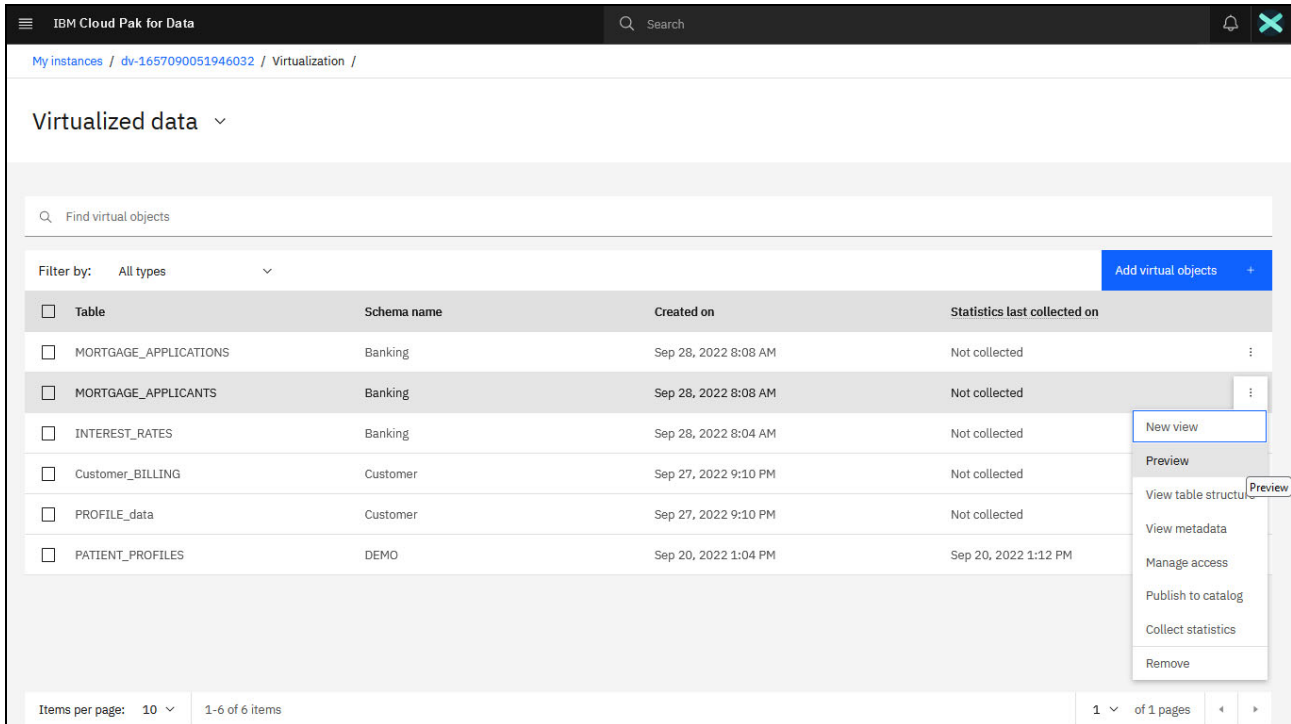 IBM Cloud Pak for Data
Search
My instances / dv-1657090051946032 / Virtualization /
Virtualized data
Find virtual objects
Filter by: All types
Add virtual objects +
Table Schema name Created on Statistics last collected on
MORTGAGE_APPLICATIONS Banking Sep 28, 2022 8:08 AM Not collected
MORTGAGE_APPLICANTS Banking Sep 28, 2022 8:08 AM Not collected
INTEREST_RATES Banking Sep 28, 2022 8:04 AM Not collected
Customer_BILLING Customer Sep 27, 2022 9:10 PM Not collected
PROFILE_data Customer Sep 27, 2022 9:10 PM Not collected
PATIENT_PROFILES DEMO Sep 20, 2022 1:04 PM Sep 20, 2022 1:12 PM
New view
Preview
Preview
View table structure
View metadata
Manage access
Publish to catalog
Collect statistics
Remove
Items per page: 10 1-6 of 6 items 1 of 1 pages